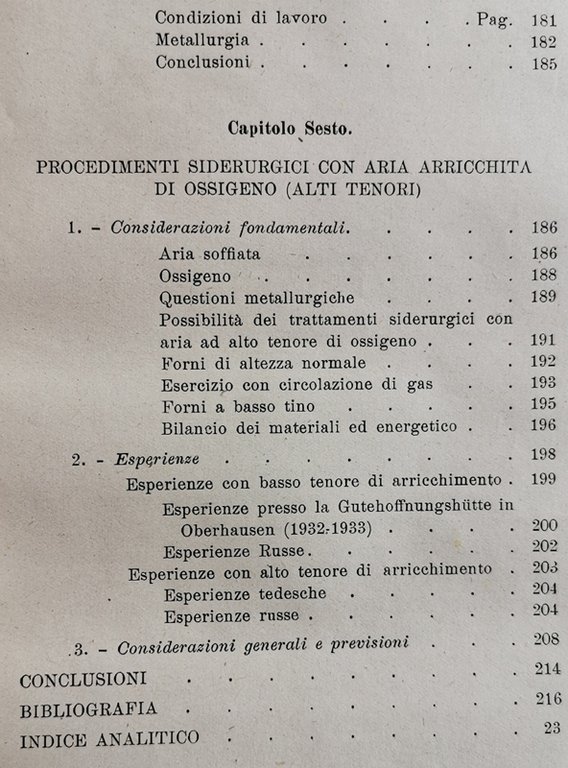 Condizioni di lavoro . . . . Pag. 181
Metallurgia . . . . . . . 182
Conclusioni . . . . . . . 185
Capitolo Sesto.
PROCEDIMENTI SIDERURGICI CON ARIA ARRICCHITA
DI OSSIGENO (ALTI TENORI)
1. - Considerazioni fondamentali. . . . . 186
Aria soffiata . . . . . . 186
Ossigeno . . . . . . . 188
Questioni metallurgiche . . . . 189
Possibilità dei trattamenti siderurgici con
aria ad alto tenore di ossigeno . . . 191
Forni di altezza normale . . . . 192
Esercizio con circolazione di gas . . 193
Forni a basso tino . . . . . 195
Bilancio dei materiali ed energetico . . 196
2. - Esperienze . . . . . . . 198
Esperienze con basso tenore di arricchimento . 199
Esperienze presso la Gutehoffnungshütte in
Oberhausen (1932-1933) . . . . 200
Esperienze Russe . . . . . . 202
Esperienze con alto tenore di arricchimento . 203
Esperienze tedesche . . . . . 204
Esperienze russe . . . . . . 204
3. - Considerazioni generali e previsioni . . . 208
CONCLUSIONI . . . . . . . . 214
BIBLIOGRAFIA . . . . . . . . 216
INDICE ANALITICO . . . . . . . 23